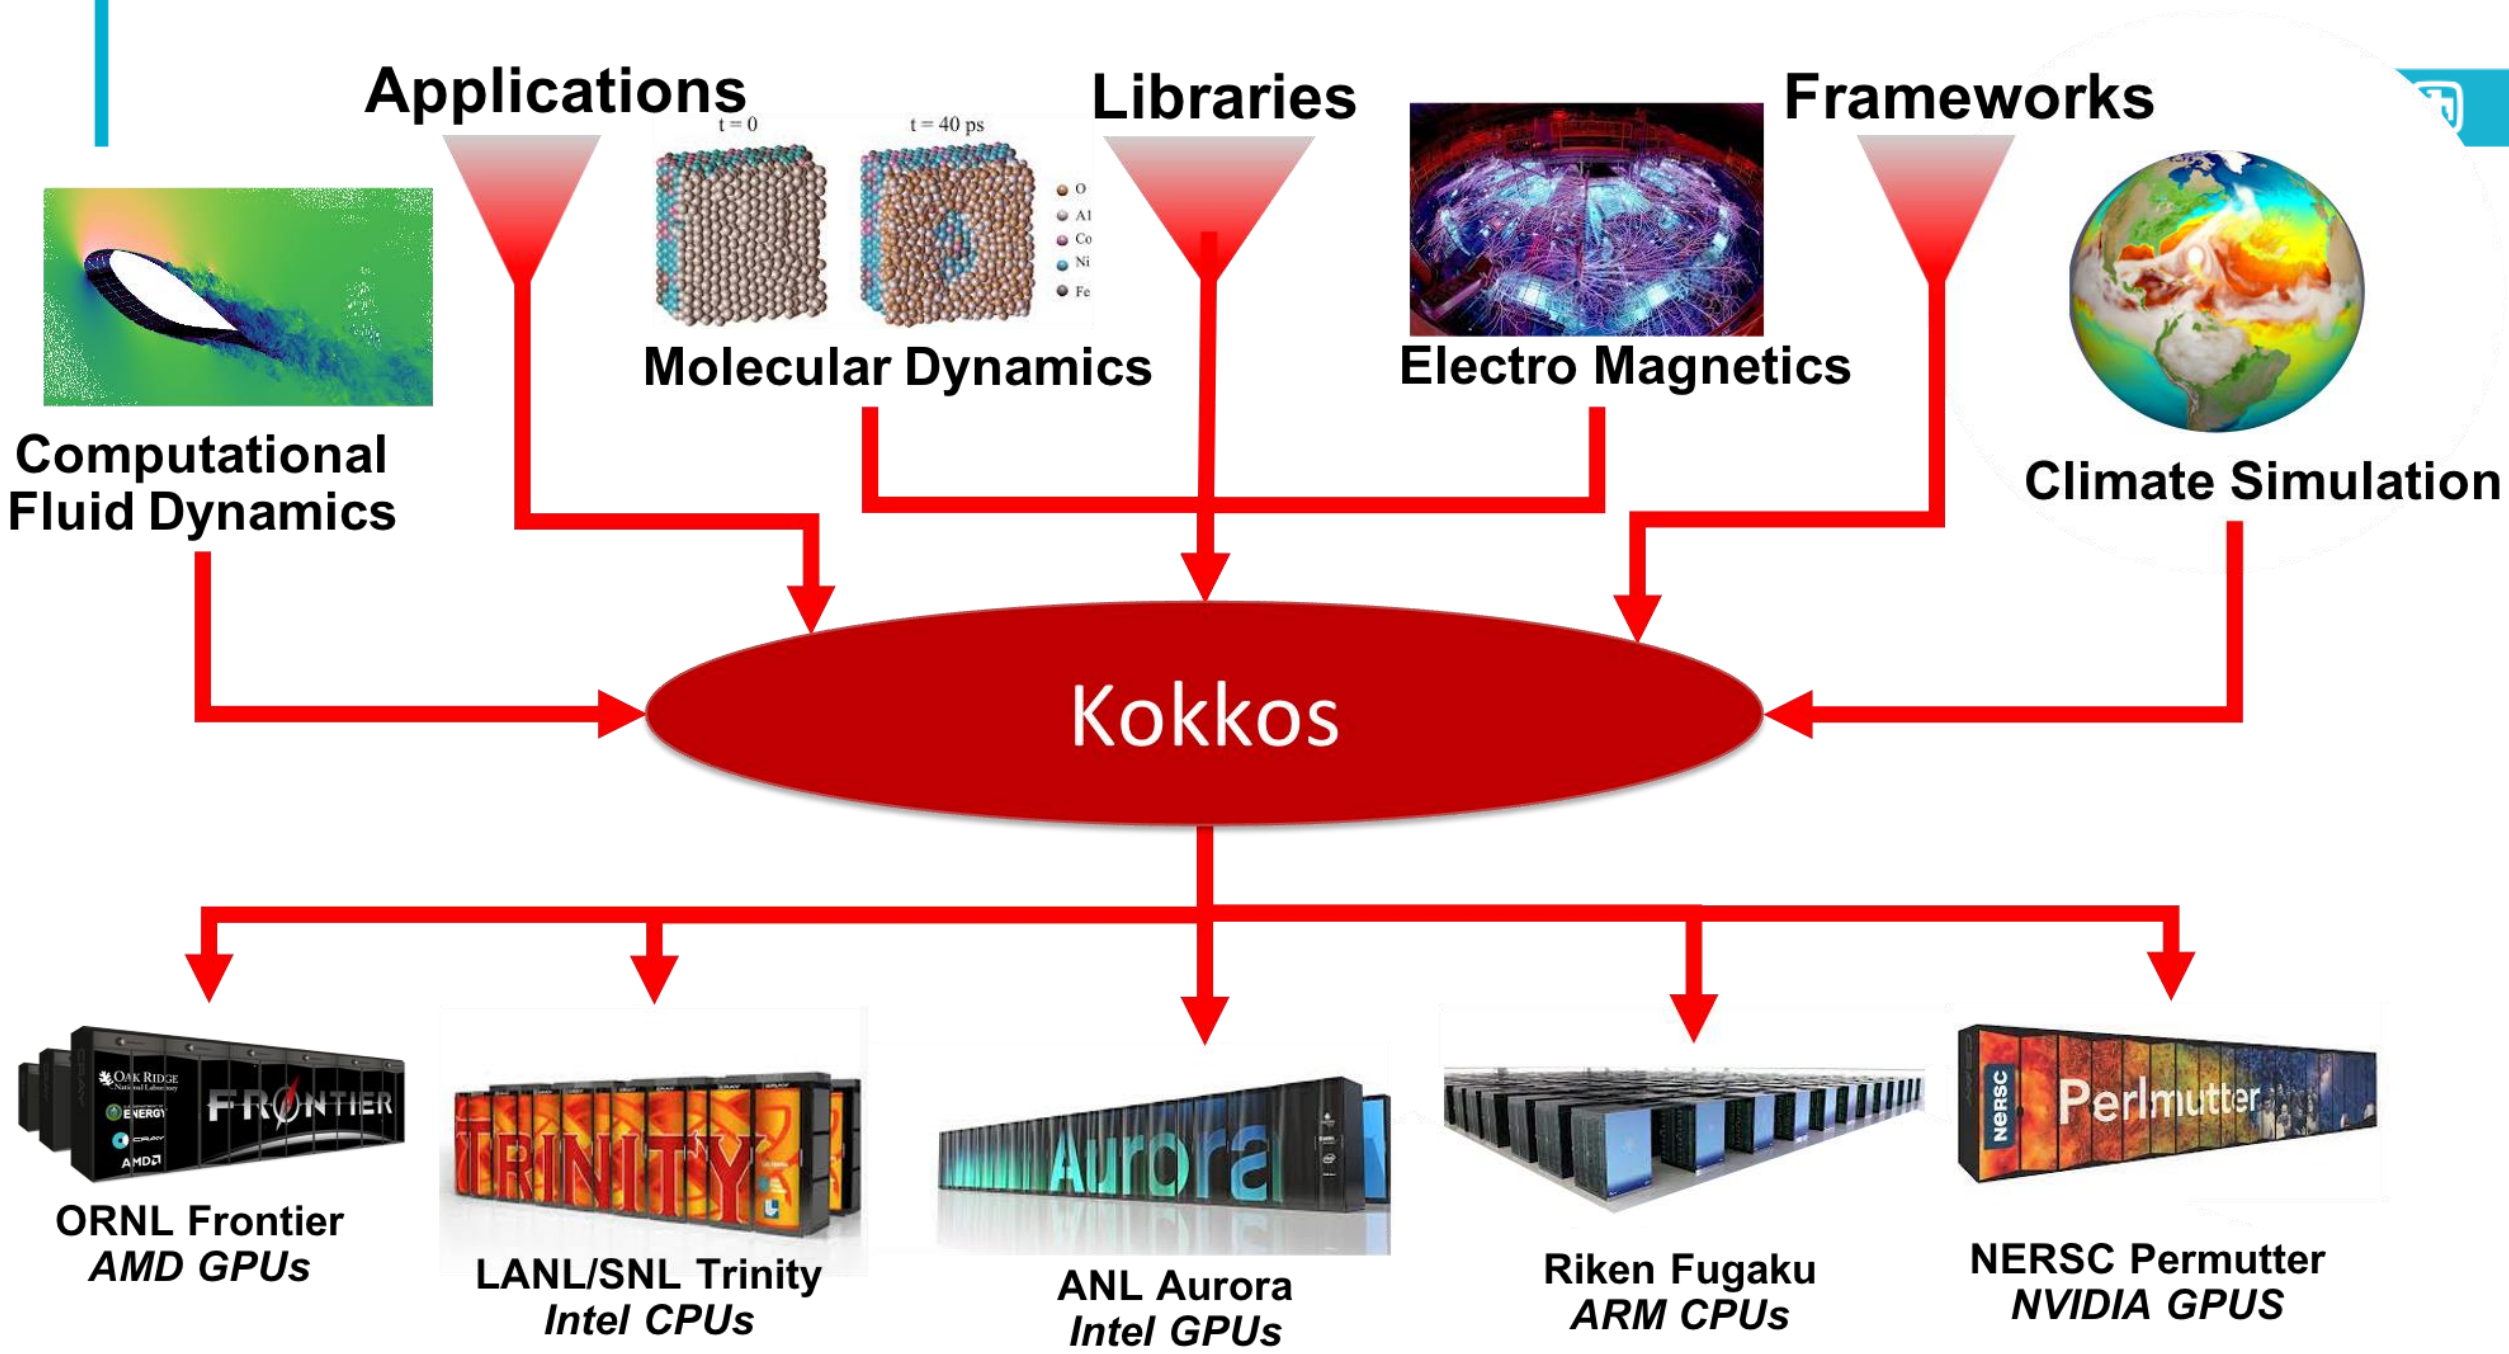 Applications
Libraries
Frameworks
t = 0
t = 40 ps
O
Al
Co
Ni
Fe
Molecular Dynamics
Electro Magnetics
Computational
Fluid Dynamics
Climate Simulation
Kokkos
OAK RIDGE
National Laboratory
ENERGY
CRAY
AMD
FRONTIER
TRINITY
Aurora
NERSC
Perlmutter
ORNL Frontier
AMD GPUs
LANL/SNL Trinity
Intel CPUs
ANL Aurora
Intel GPUs
Riken Fugaku
ARM CPUs
NERSC Permutter
NVIDIA GPUS